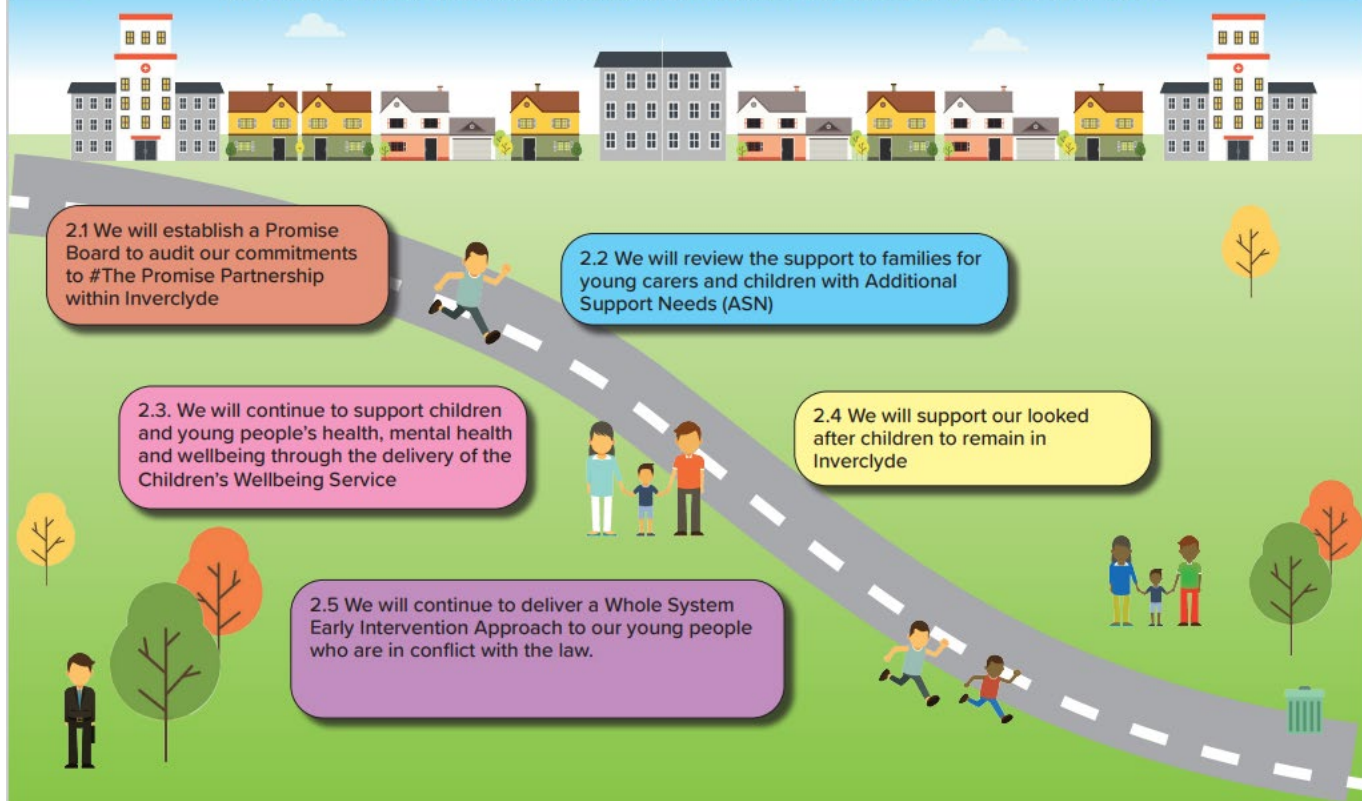 2.1 We will establish a Promise
Board to audit our commitments
to #The Promise Partnership
within Inverclyde
2.2 We will review the support to families for
young carers and children with Additional
Support Needs (ASN)
2.3. We will continue to support children
and young people’s health, mental health
and wellbeing through the delivery of the
Children’s Wellbeing Service
2.4 We will support our looked
after children to remain in
Inverclyde
2.5 We will continue to deliver a Whole System
Early Intervention Approach to our young people
who are in conflict with the law.